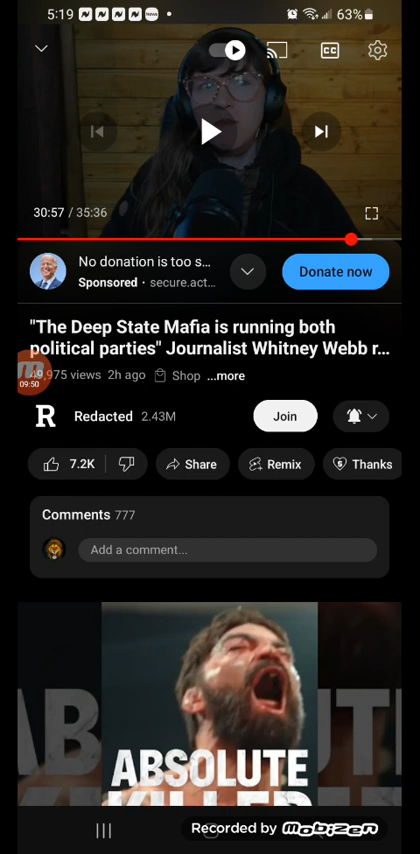 5:19 63%
30:57 / 35:36
No donation is too s...
Sponsored · secure.act...
Donate now
"The Deep State Mafia is running both
political parties" Journalist Whitney Webb r...
,975 views 2h ago Shop ...more
09:50
R Redacted 2.43M Join
7.2K Share Remix Thanks
Comments 777
Add a comment...
ABSOLUTE
Recorded by mobizen